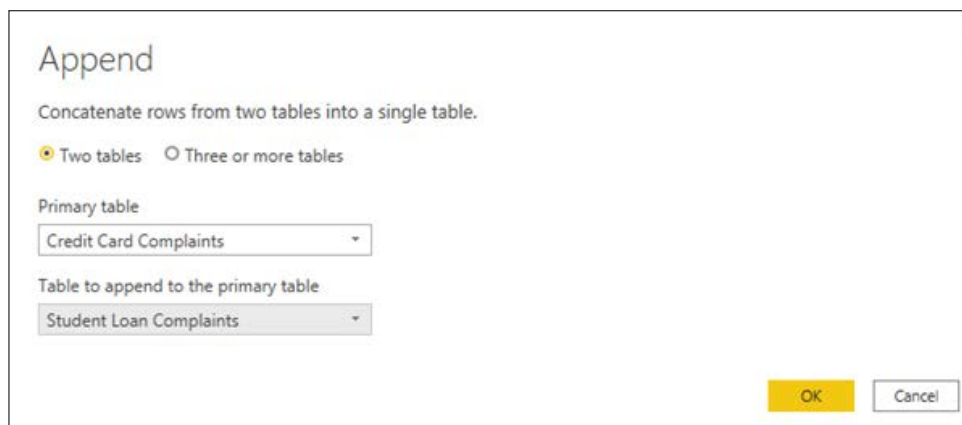 Append
Concatenate rows from two tables into a single table.
Two tables Three or more tables
Primary table
Credit Card Complaints
Table to append to the primary table
Student Loan Complaints
OK Cancel